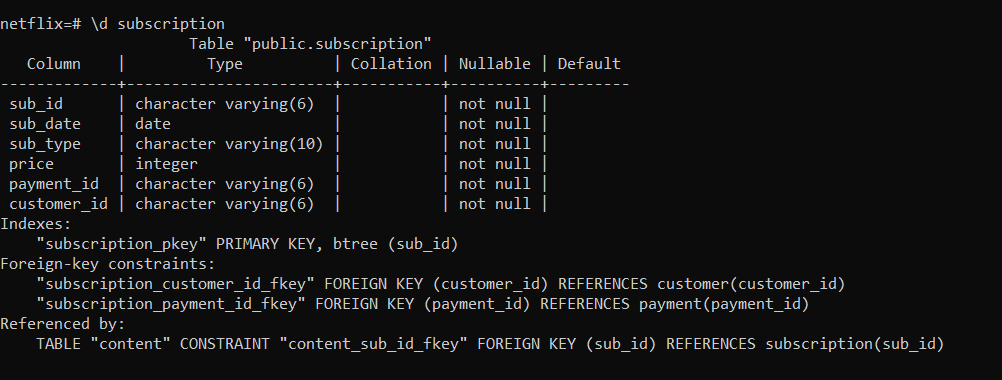 netflix=# \d subscription
                   Table "public.subscription"
   Column    |         Type          | Collation | Nullable | Default
-------------+-----------------------+-----------+----------+---------
 sub_id      | character varying(6)  |           | not null |
 sub_date    | date                  |           | not null |
 sub_type    | character varying(10) |           | not null |
 price       | integer               |           | not null |
 payment_id  | character varying(6)  |           | not null |
 customer_id | character varying(6)  |           | not null |
Indexes:
    "subscription_pkey" PRIMARY KEY, btree (sub_id)
Foreign-key constraints:
    "subscription_customer_id_fkey" FOREIGN KEY (customer_id) REFERENCES customer(customer_id)
    "subscription_payment_id_fkey" FOREIGN KEY (payment_id) REFERENCES payment(payment_id)
Referenced by:
    TABLE "content" CONSTRAINT "content_sub_id_fkey" FOREIGN KEY (sub_id) REFERENCES subscription(sub_id)